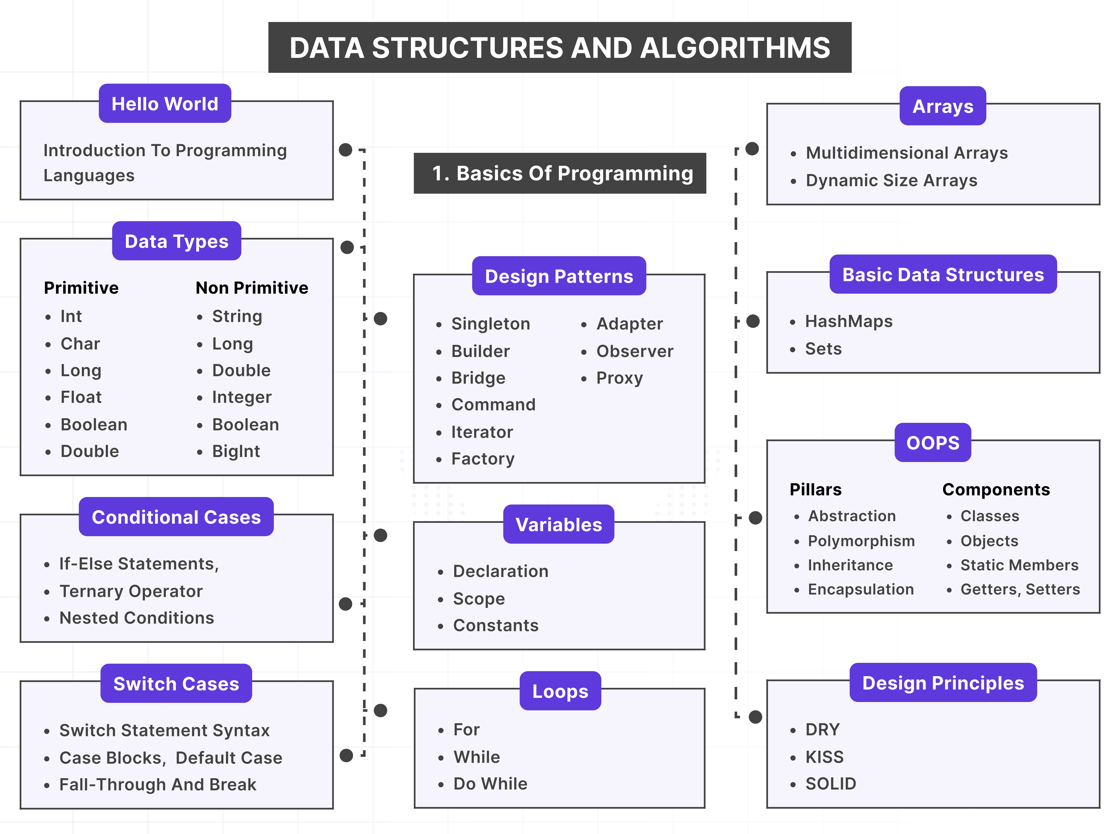 DATA STRUCTURES AND ALGORITHMS
Hello World
Introduction To Programming
Languages
Data Types
Primitive
• Int
• Char
• Long
• Float
• Boolean
• Double
Non Primitive
• String
• Long
• Double
• Integer
• Boolean
• BigInt
Conditional Cases
• If-Else Statements,
• Ternary Operator
• Nested Conditions
Switch Cases
• Switch Statement Syntax
• Case Blocks, Default Case
• Fall-Through And Break
1. Basics Of Programming
Design Patterns
• Singleton
• Builder
• Bridge
• Command
• Iterator
• Factory
• Adapter
• Observer
• Proxy
Variables
• Declaration
• Scope
• Constants
Loops
• For
• While
• Do While
Arrays
• Multidimensional Arrays
• Dynamic Size Arrays
Basic Data Structures
• HashMaps
• Sets
OOPS
Pillars
• Abstraction
• Polymorphism
• Inheritance
• Encapsulation
Components
• Classes
• Objects
• Static Members
• Getters, Setters
Design Principles
• DRY
• KISS
• SOLID